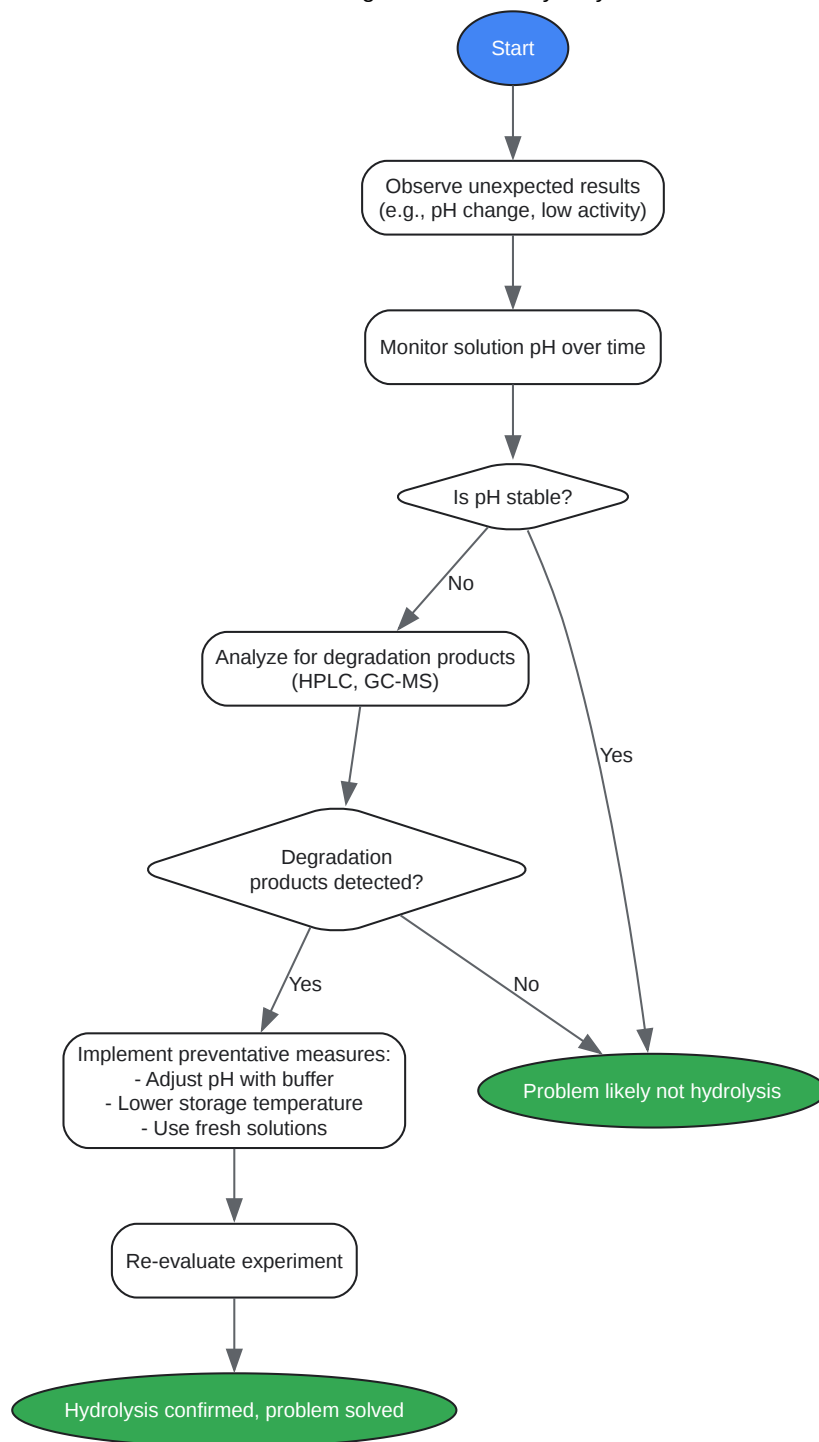 Start
Observe unexpected results
(e.g., pH change, low activity)
Monitor solution pH over time
Is pH stable?
No
Analyze for degradation products
(HPLC, GC-MS)
Yes
Degradation
products detected?
Yes
No
Implement preventative measures:
- Adjust pH with buffer
- Lower storage temperature
- Use fresh solutions
Problem likely not hydrolysis
Re-evaluate experiment
Hydrolysis confirmed, problem solved